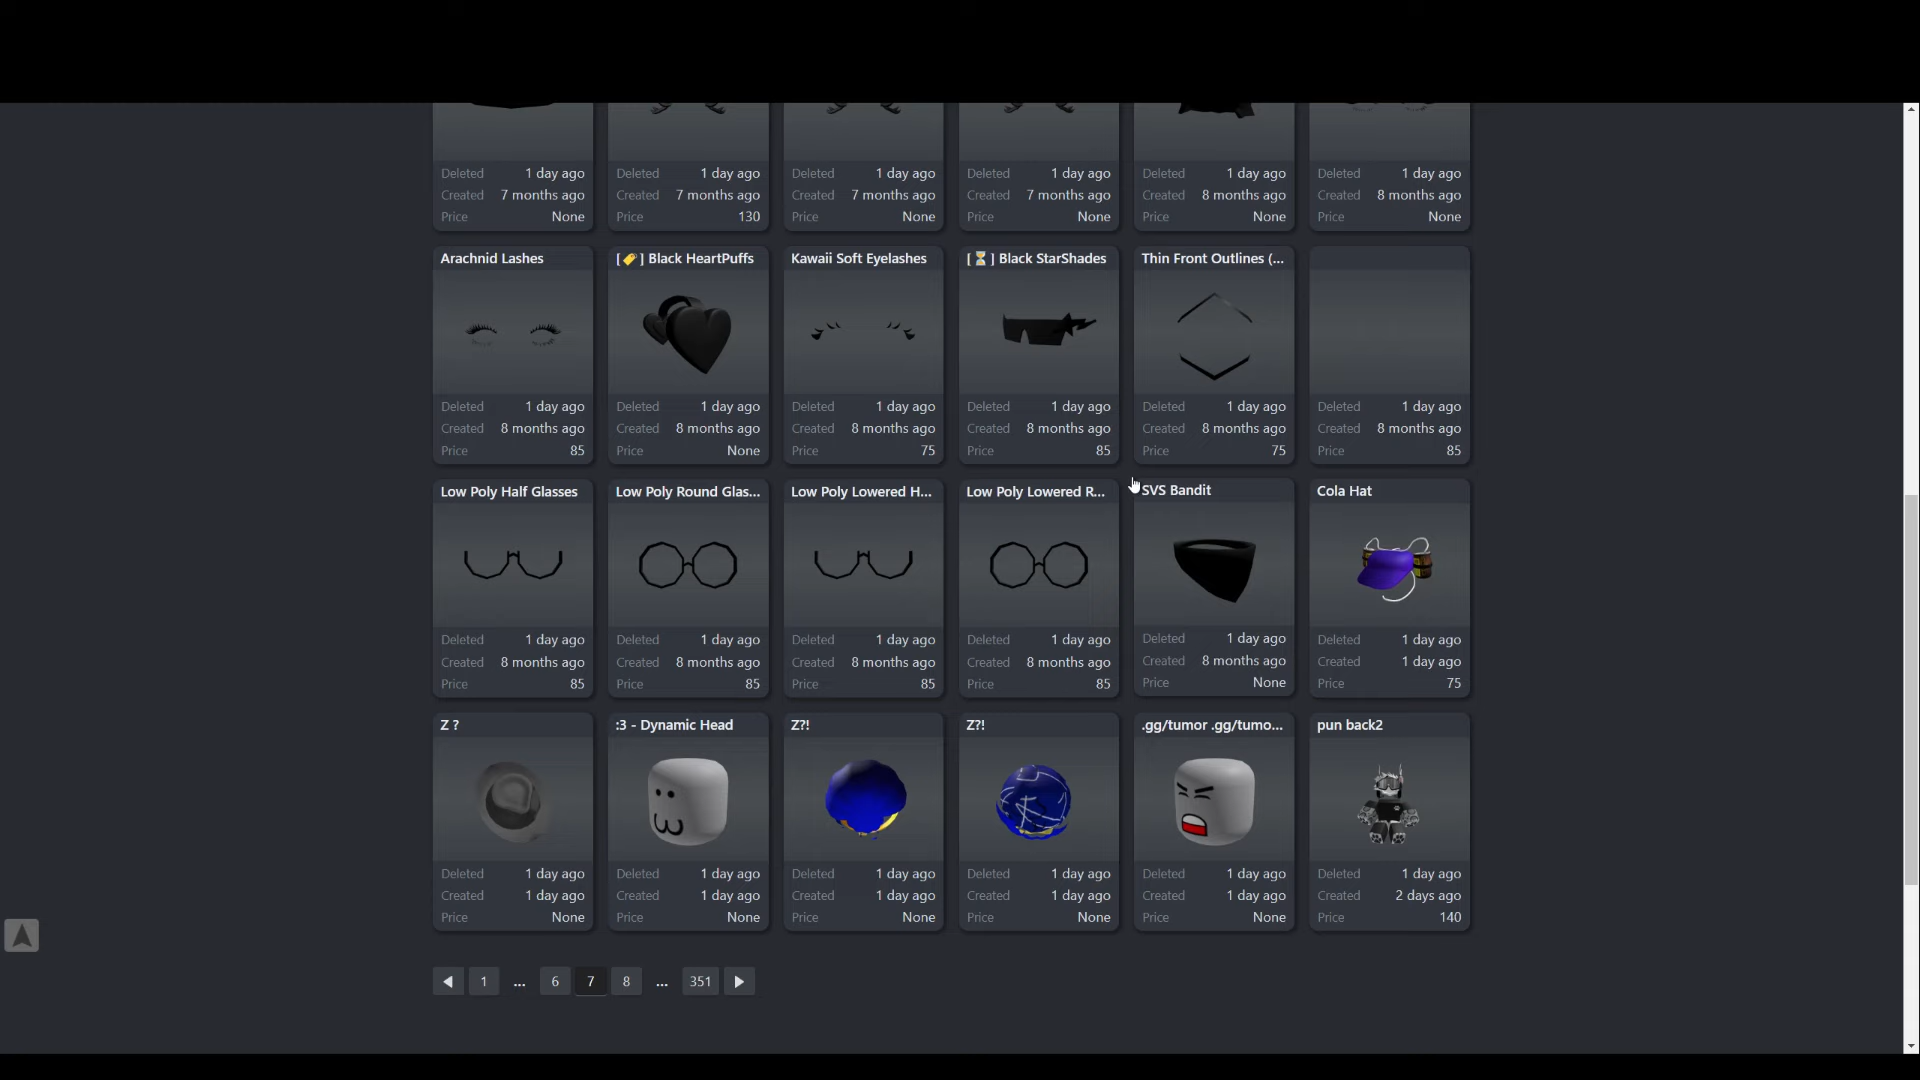 Deleted 1 day ago Deleted 1 day ago Deleted 1 day ago Deleted 1 day ago Deleted 1 day ago Deleted 1 day ago
Created 7 months ago Created 7 months ago Created 7 months ago Created 7 months ago Created 8 months ago Created 8 months ago
Price None Price 130 Price None Price None Price None Price None
Arachnid Lashes [🏷️] Black HeartPuffs Kawaii Soft Eyelashes [⏳] Black StarShades Thin Front Outlines (...
Deleted 1 day ago Deleted 1 day ago Deleted 1 day ago Deleted 1 day ago Deleted 1 day ago Deleted 1 day ago
Created 8 months ago Created 8 months ago Created 8 months ago Created 8 months ago Created 8 months ago Created 8 months ago
Price 85 Price None Price 75 Price 85 Price 75 Price 85
Low Poly Half Glasses Low Poly Round Glas... Low Poly Lowered H... Low Poly Lowered R... SVS Bandit Cola Hat
Deleted 1 day ago Deleted 1 day ago Deleted 1 day ago Deleted 1 day ago Deleted 1 day ago Deleted 1 day ago
Created 8 months ago Created 8 months ago Created 8 months ago Created 8 months ago Created 8 months ago Created 1 day ago
Price 85 Price 85 Price 85 Price 85 Price None Price 75
Z ? :3 - Dynamic Head Z?! Z?! .gg/tumor .gg/tumo... pun back2
Deleted 1 day ago Deleted 1 day ago Deleted 1 day ago Deleted 1 day ago Deleted 1 day ago Deleted 1 day ago
Created 1 day ago Created 1 day ago Created 1 day ago Created 1 day ago Created 1 day ago Created 2 days ago
Price None Price None Price None Price None Price None Price 140
1 ... 6 7 8 ... 351